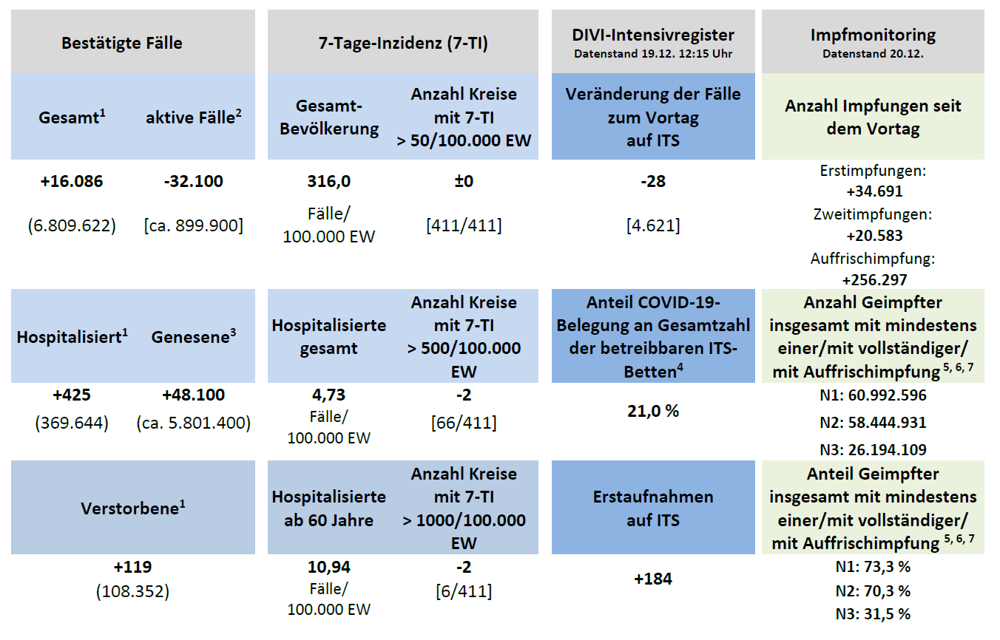 Bestätigte Fälle
7-Tage-Inzidenz (7-TI)
DIVI-Intensivregister
Datenstand 19.12. 12:15 Uhr
Impfmonitoring
Datenstand 20.12.
Gesamt¹
aktive Fälle²
Gesamt-
Bevölkerung
Anzahl Kreise
mit 7-TI
> 50/100.000 EW
Veränderung der Fälle
zum Vortag
auf ITS
Anzahl Impfungen seit
dem Vortag
+16.086
(6.809.622)
-32.100
[ca. 899.900]
316,0
Fälle/
100.000 EW
±0
[411/411]
-28
[4.621]
Erstimpfungen:
+34.691
Zweitimpfungen:
+20.583
Auffrischimpfung:
+256.297
Hospitalisiert¹
Genesene³
Hospitalisierte
gesamt
Anzahl Kreise
mit 7-TI
> 500/100.000
EW
Anteil COVID-19-
Belegung an Gesamtzahl
der betreibbaren ITS-
Betten⁴
Anzahl Geimpfter
insgesamt mit mindestens
einer/mit vollständiger/
mit Auffrischimpfung ⁵, ⁶, ⁷
+425
(369.644)
+48.100
(ca. 5.801.400)
4,73
Fälle/
100.000 EW
-2
[66/411]
21,0 %
N1: 60.992.596
N2: 58.444.931
N3: 26.194.109
Verstorbene¹
Hospitalisierte
ab 60 Jahre
Anzahl Kreise
mit 7-TI
> 1000/100.000
EW
Erstaufnahmen
auf ITS
Anteil Geimpfter
insgesamt mit mindestens
einer/mit vollständiger/
mit Auffrischimpfung ⁵, ⁶, ⁷
+119
(108.352)
10,94
Fälle/
100.000 EW
-2
[6/411]
+184
N1: 73,3 %
N2: 70,3 %
N3: 31,5 %